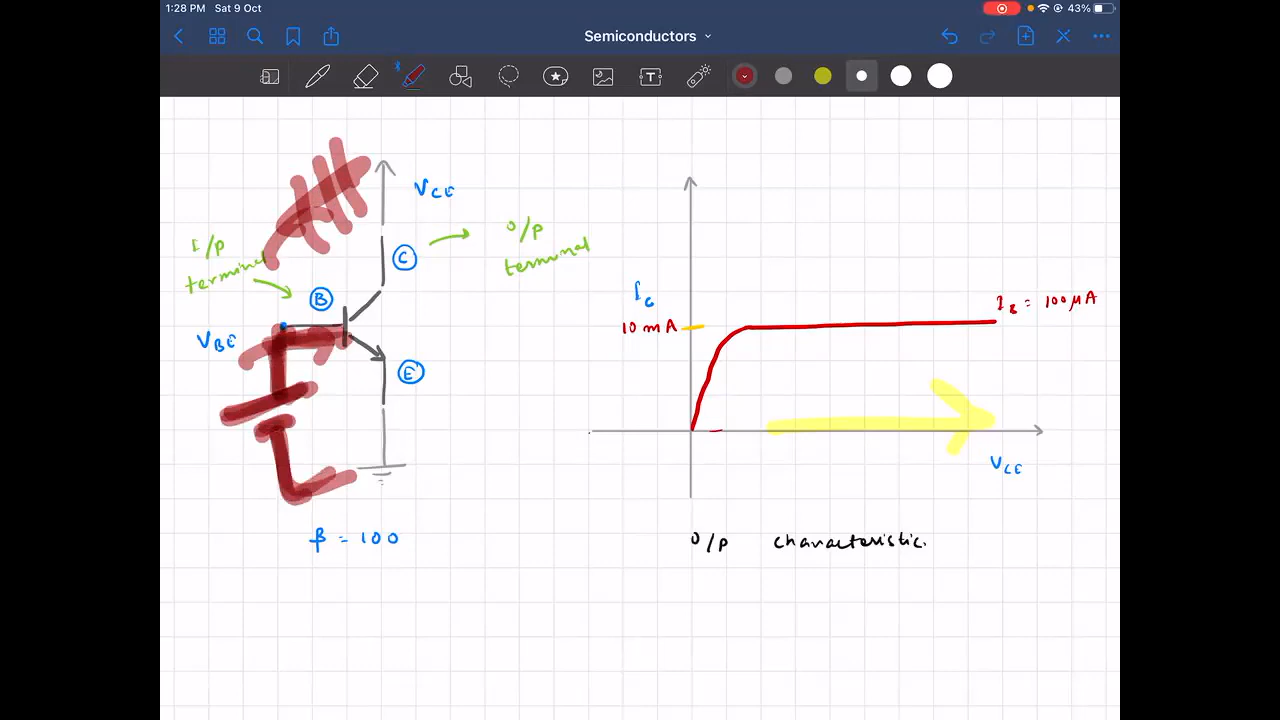 1:28 PM Sat 9 Oct
43%
Semiconductors
T
VCE
I/P
terminal
C
O/P
terminal
B
VBE
E
β = 100
IC
10 mA
IB = 100 μA
VCE
O/P characteristic.